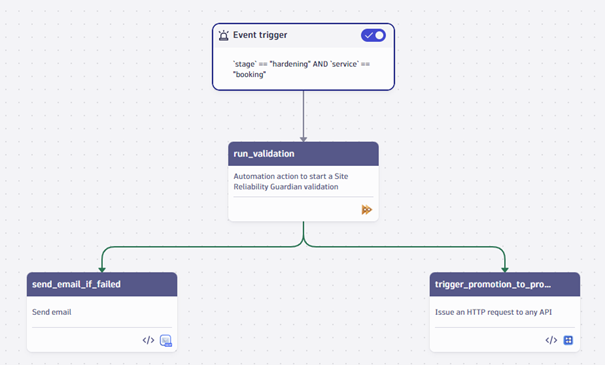 Event trigger
`stage` == "hardening" AND `service` ==
"booking"
run_validation
Automation action to start a Site
Reliability Guardian validation
send_email_if_failed
Send email
trigger_promotion_to_pro...
Issue an HTTP request to any API